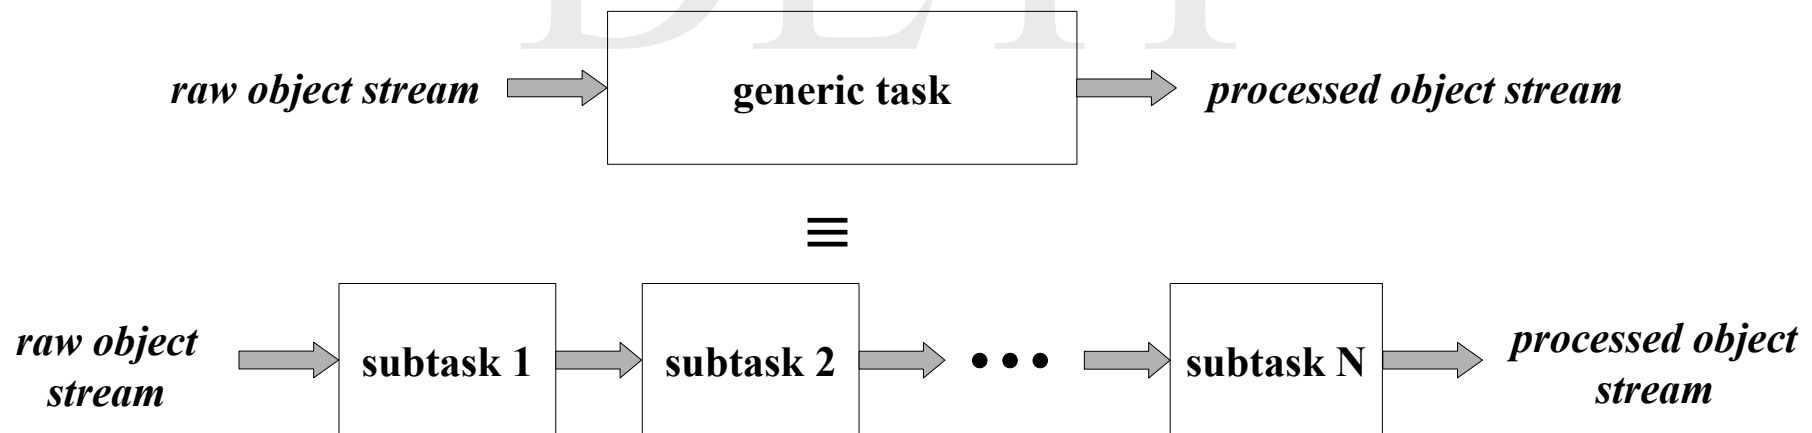 raw object stream
generic task
processed object stream
≡
raw object
stream
subtask 1
subtask 2
•••
subtask N
processed object
stream